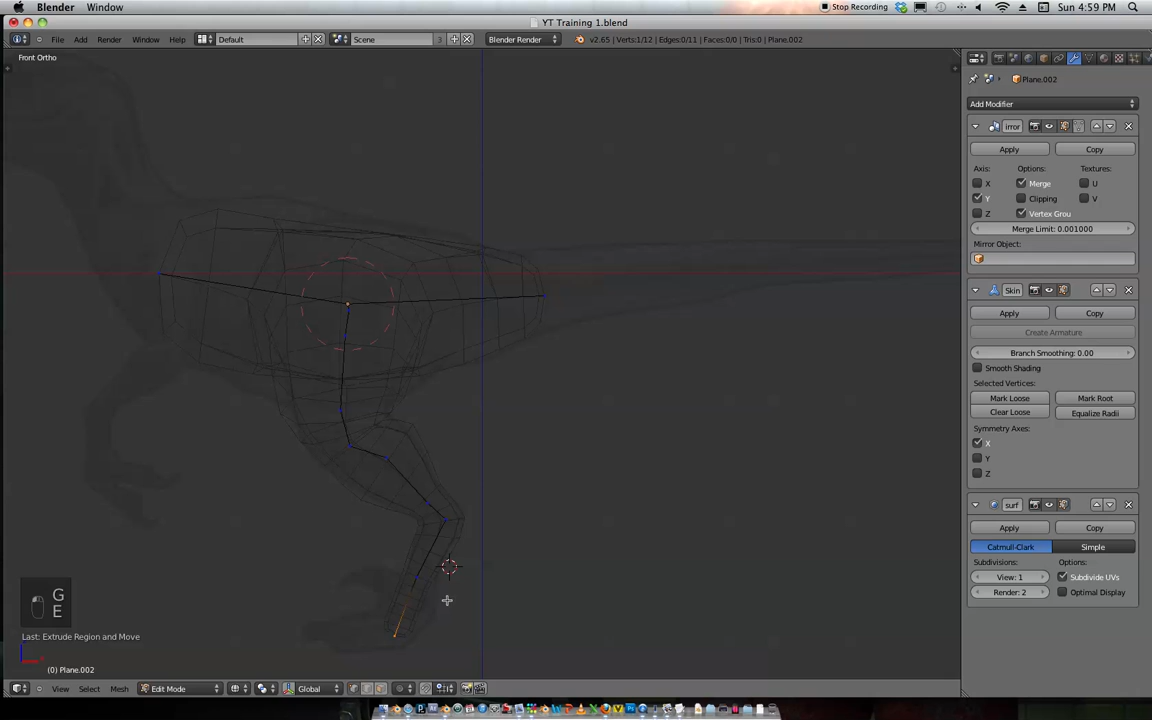 Blender Window Stop Recording Sun 4:59 PM
YT Training 1.blend
File Add Render Window Help Default Scene 3 Blender Render v2.65 | Verts:1/12 | Edges:0/11 | Faces:0/0 | Tris:0 | Plane.002
Front Ortho
Plane.002
Add Modifier
irror
Apply Copy
Axis: Options: Textures:
X Merge U
Y Clipping V
Z Vertex Grou
Merge Limit: 0.001000
Mirror Object:
Skin
Apply Copy
Create Armature
Branch Smoothing: 0.00
Smooth Shading
Selected Vertices:
Mark Loose Mark Root
Clear Loose Equalize Radii
Symmetry Axes:
X
Y
Z
surf
Apply Copy
Catmull-Clark Simple
Subdivisions: Options:
View: 1 Subdivide UVs
Render: 2 Optimal Display
G
E
Last: Extrude Region and Move
(0) Plane.002
View Select Mesh Edit Mode Global